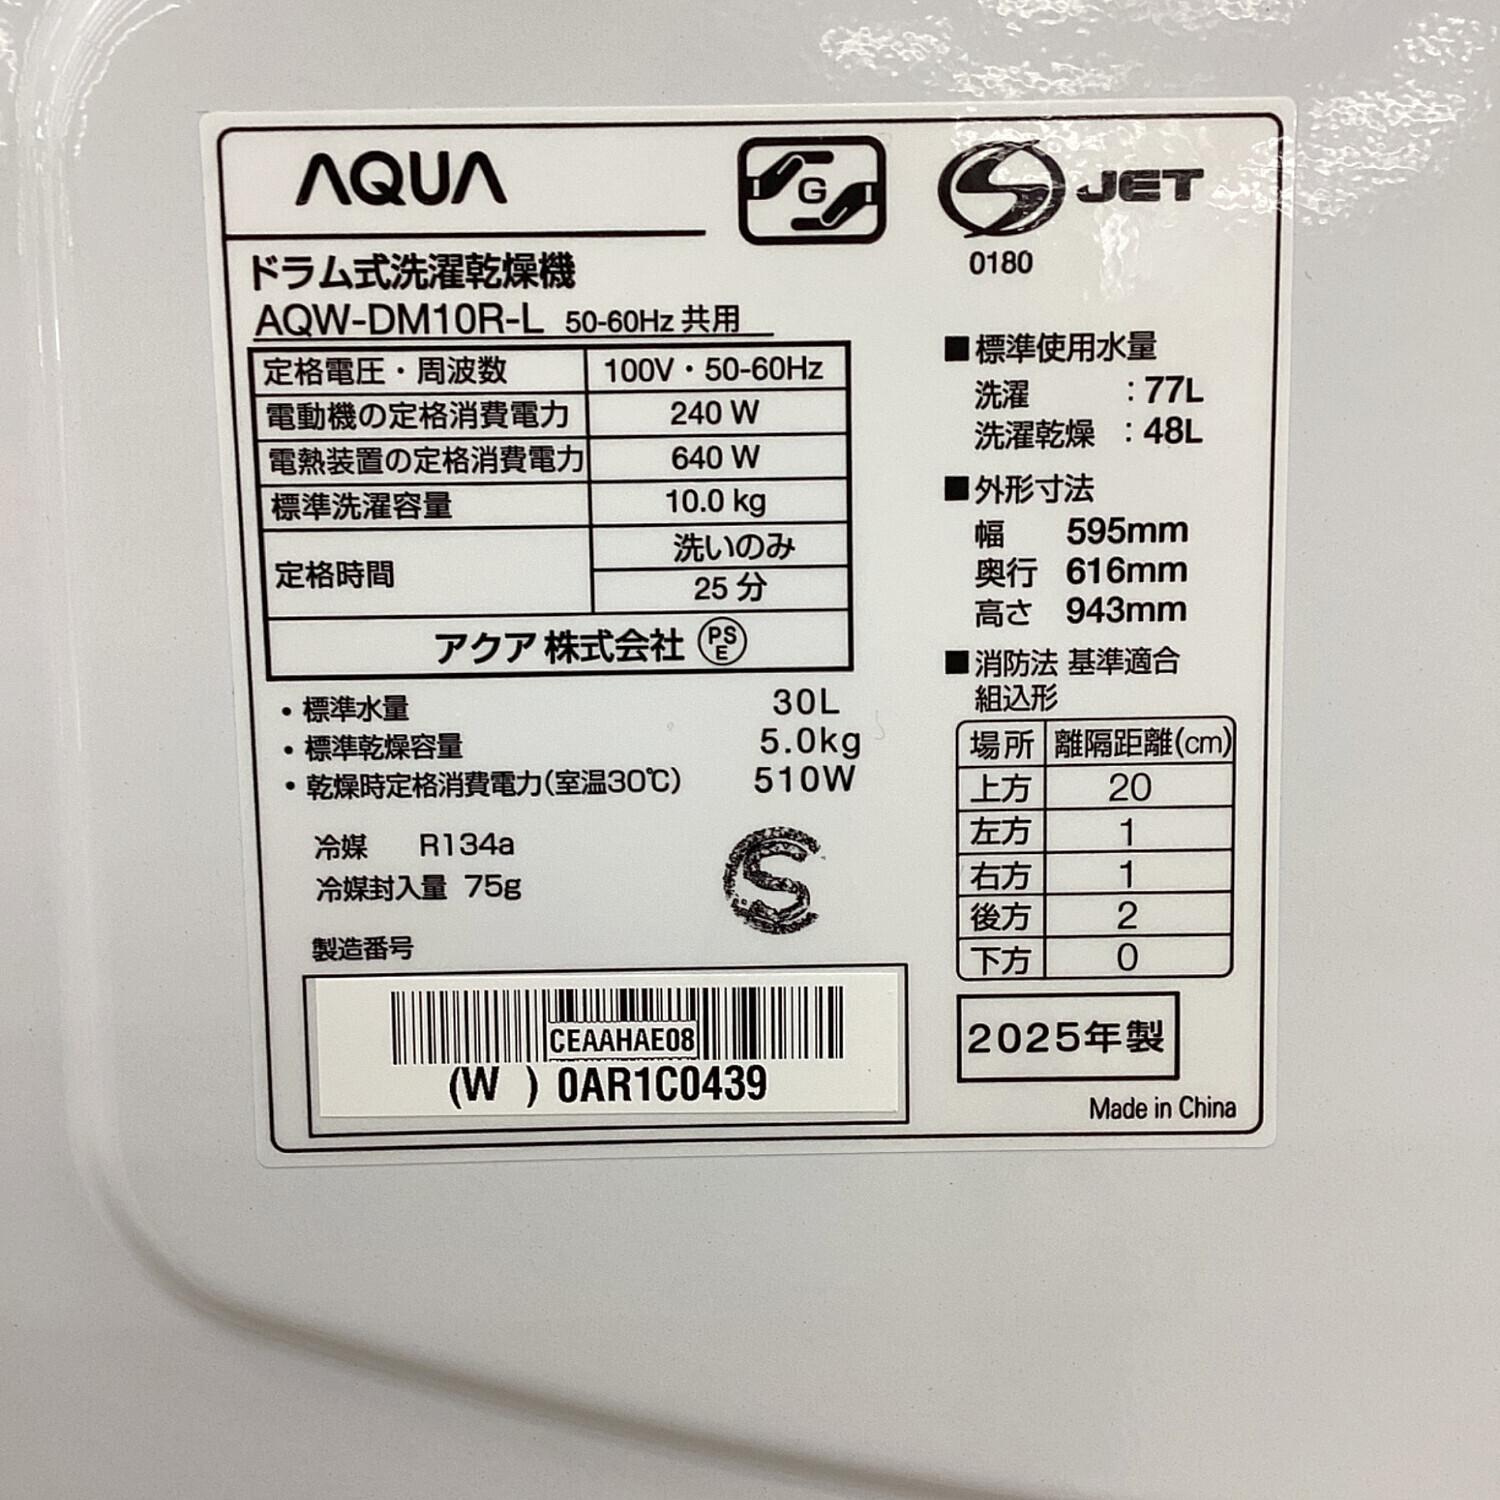 AQUA
G
S JET
0180
ドラム式洗濯乾燥機
AQW-DM10R-L 50-60Hz 共用
定格電圧・周波数 100V・50-60Hz
電動機の定格消費電力 240 W
電熱装置の定格消費電力 640 W
標準洗濯容量 10.0 kg
定格時間 洗いのみ
25 分
アクア 株式会社 PSE
・標準水量 30L
・標準乾燥容量 5.0kg
・乾燥時定格消費電力(室温30℃) 510W
冷媒 R134a
冷媒封入量 75g
S
製造番号
CEAAHAE08
(W ) 0AR1C0439
■標準使用水量
洗濯 :77L
洗濯乾燥 :48L
■外形寸法
幅 595mm
奥行 616mm
高さ 943mm
■消防法 基準適合
組込形
場所 離隔距離(cm)
上方 20
左方 1
右方 1
後方 2
下方 0
2025年製
Made in China